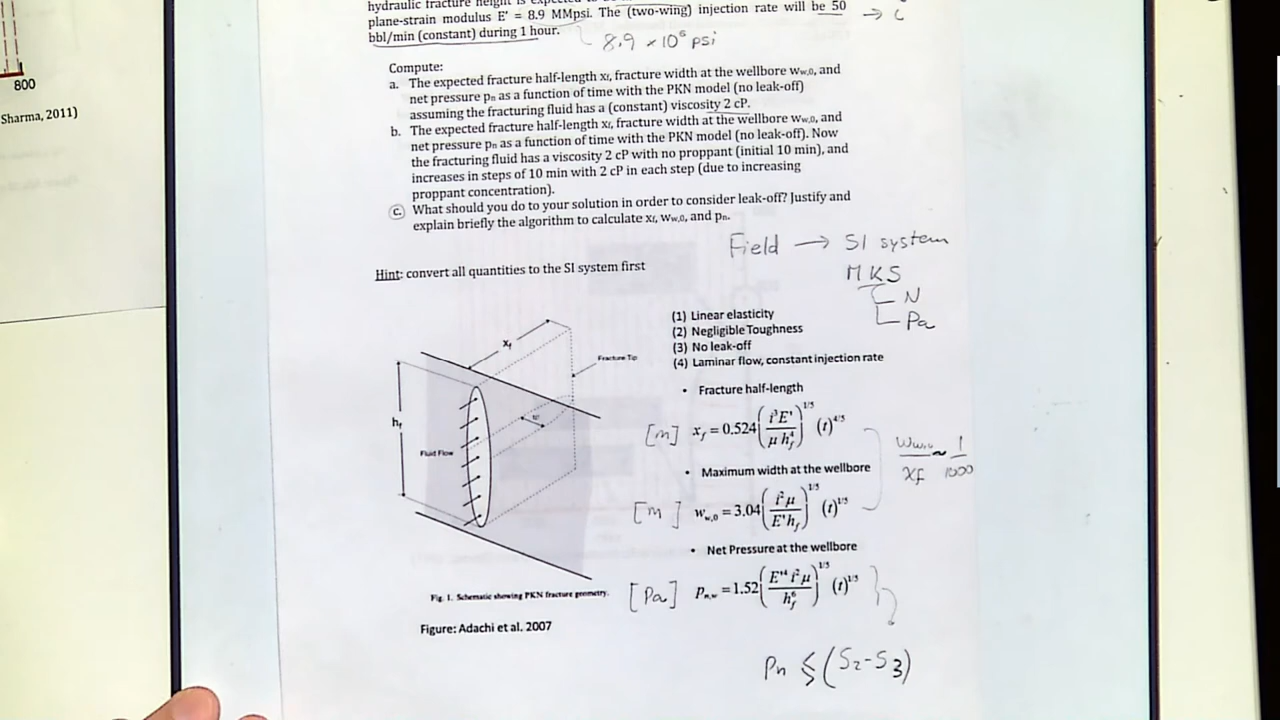 hydraulic fracture height is expected to
plane-strain modulus E' = 8.9 MMpsi. The (two-wing) injection rate will be 50
bbl/min (constant) during 1 hour.
8.9 × 10⁶ psi
800
Sharma, 2011)
Compute:
a. The expected fracture half-length xf, fracture width at the wellbore ww,0, and
net pressure pn as a function of time with the PKN model (no leak-off)
assuming the fracturing fluid has a (constant) viscosity 2 cP.
b. The expected fracture half-length xf, fracture width at the wellbore ww,0, and
net pressure pn as a function of time with the PKN model (no leak-off). Now
the fracturing fluid has a viscosity 2 cP with no proppant (initial 10 min), and
increases in steps of 10 min with 2 cP in each step (due to increasing
proppant concentration).
c. What should you do to your solution in order to consider leak-off? Justify and
explain briefly the algorithm to calculate xf, ww,0, and pn.
Field → SI system
Hint: convert all quantities to the SI system first
MKS
N
Pa
(1) Linear elasticity
(2) Negligible Toughness
(3) No leak-off
(4) Laminar flow, constant injection rate
xf
Fracture Tip
hf
Fluid Flow
• Fracture half-length
[m] xf = 0.524 (i³E' / μ hf⁴)^1/5 (t)^4/5
ww,0 / xf ~ 1 / 1000
• Maximum width at the wellbore
[m] ww,0 = 3.04 (i²μ / E'hf)^1/5 (t)^1/5
• Net Pressure at the wellbore
[Pa] pn,w = 1.52 (E'⁴ i²μ / hf⁶)^1/5 (t)^1/5
Fig. 1. Schematic showing PKN fracture geometry.
Figure: Adachi et al. 2007
Pn ≤ (S2-S3)